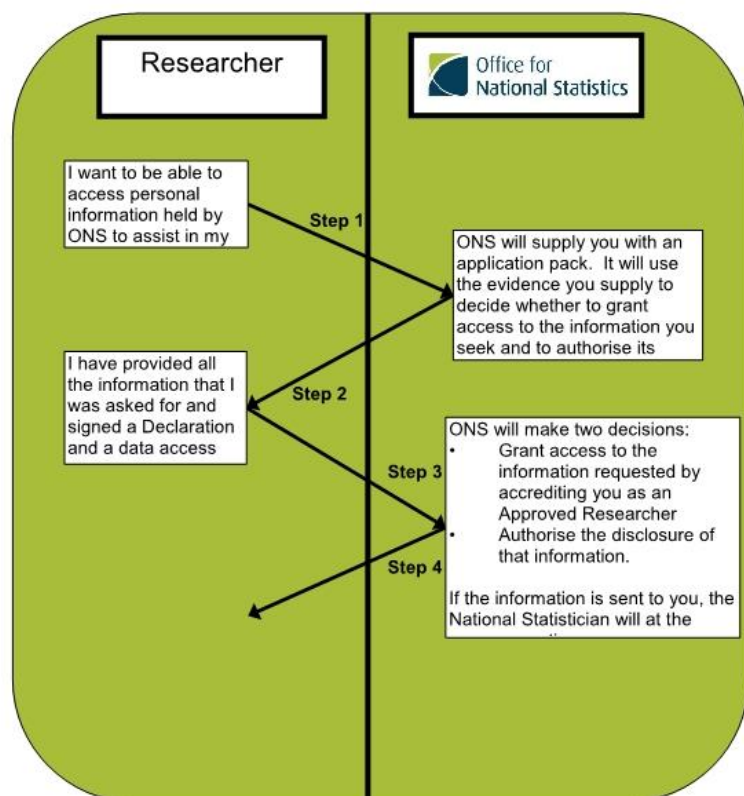 Researcher
Office for
National Statistics
I want to be able to
access personal
information held by
ONS to assist in my
Step 1
ONS will supply you with an
application pack. It will use
the evidence you supply to
decide whether to grant
access to the information you
seek and to authorise its
I have provided all
the information that I
was asked for and
signed a Declaration
and a data access
Step 2
ONS will make two decisions:
• Grant access to the
information requested by
accrediting you as an
Approved Researcher
• Authorise the disclosure of
that information.
If the information is sent to you, the
National Statistician will at the
Step 3
Step 4